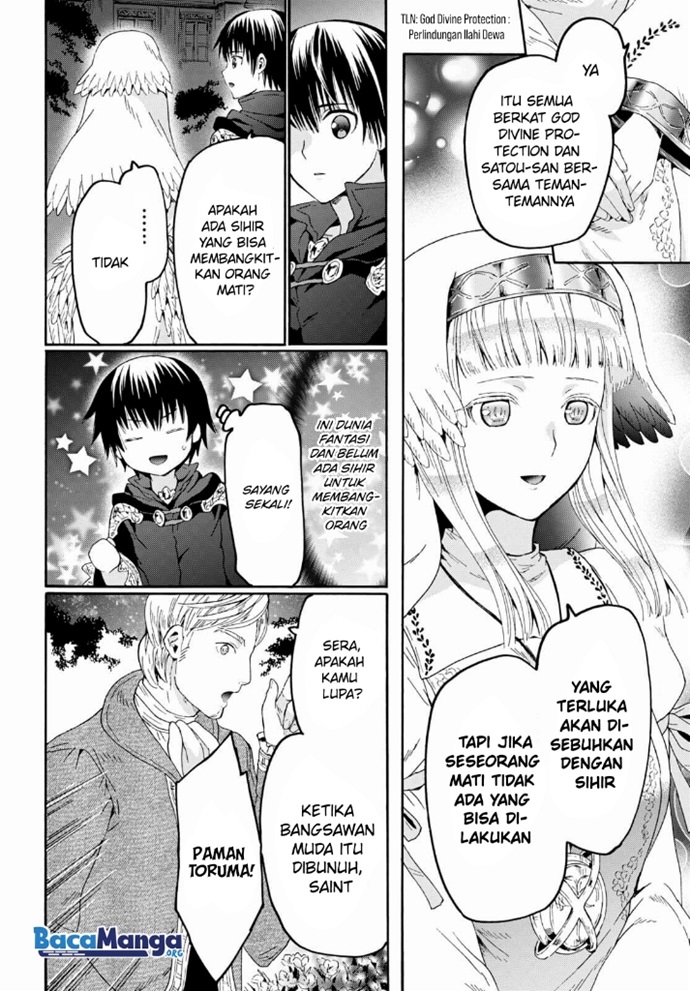 TLN: God Divine Protection :
Perlindungan Ilahi Dewa
YA
ITU SEMUA
BERKAT GOD
DIVINE PRO-
TECTION DAN
SATOU-SAN BER-
SAMA TEMAN-
TEMANNYA
YANG
TERLUKA
AKAN DI-
SEBUHKAN
DENGAN
SIHIR
TAPI JIKA
SESEORANG
MATI TIDAK
ADA YANG
BISA DI-
LAKUKAN
APAKAH
ADA SIHIR
YANG BISA
MEMBANGKIT-
KAN ORANG
MATI?
......
TIDAK
INI DUNIA
FANTASI
DAN BELUM
ADA SIHIR
UNTUK
MEMBANG-
KITKAN
ORANG
SAYANG
SEKALI!
SERA,
APAKAH
KAMU
LUPA?
KETIKA
BANGSAWAN
MUDA ITU
DIBUNUH,
SAINT
PAMAN
TORUMA!
BacaManga
.ORG